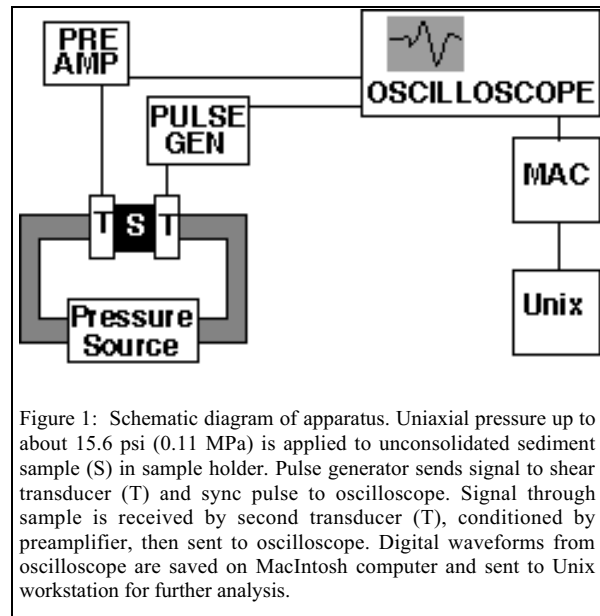 PRE
AMP
OSCILLOSCOPE
PULSE
GEN
MAC
T S T
Pressure
Source
Unix
Figure 1: Schematic diagram of apparatus. Uniaxial pressure up to
about 15.6 psi (0.11 MPa) is applied to unconsolidated sediment
sample (S) in sample holder. Pulse generator sends signal to shear
transducer (T) and sync pulse to oscilloscope. Signal through
sample is received by second transducer (T), conditioned by
preamplifier, then sent to oscilloscope. Digital waveforms from
oscilloscope are saved on MacIntosh computer and sent to Unix
workstation for further analysis.